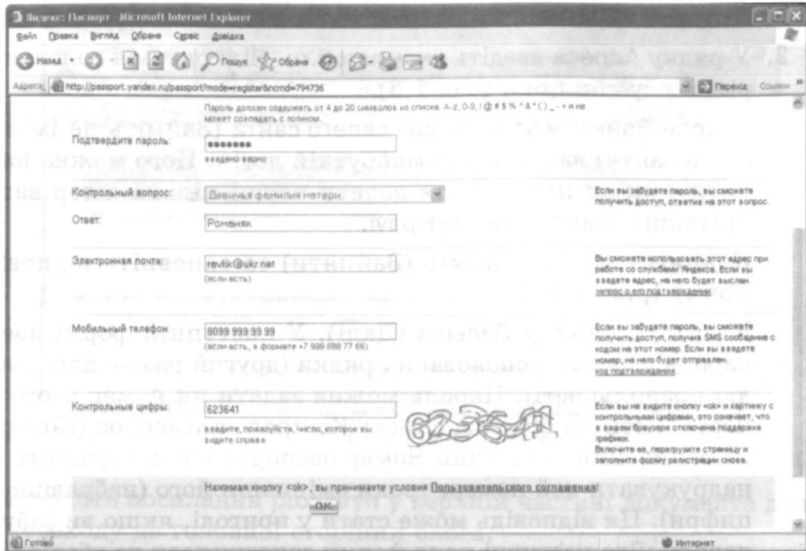 Яндекс: Паспорт - Microsoft Internet Explorer
Файл Правка Вигляд Обране Сервіс Довідка
Назад Пошук Обране
Адреса http://passport.yandex.ru/passport?mode=register&ncrnd=794736 Перехід Ссылки
Пароль должен содержать от 4 до 20 символов из списка: A-z, 0-9, ! @ # $ % ^ & * ( ) _ - + и не
может совпадать с логином.
Подтвердите пароль:
введено верно
Контрольный вопрос: Девичья фамилия матери
Если вы забудете пароль, вы сможете
получить доступ, ответив на этот вопрос.
Ответ: Романяк
Электронная почта: ravlik@ukr.net
(если есть)
Вы сможете использовать этот адрес при
работе со службами Яндекса. Если вы
введете адрес, на него будет выслан
запрос о его подтверждении.
Мобильный телефон: 8099 999 99 99
(если есть, в формате +7 999 888 77 66)
Если вы забудете пароль, вы сможете
получить доступ, получив SMS сообщение с
кодом на этот номер. Если вы введете
номер, на него будет отправлен
код подтверждения.
Контрольные цифры: 623641
введите, пожалуйста, число, которое вы
видите справа
623641
Если вы не видите кнопку «ok» и картинку с
контрольными цифрами, это означает, что
в вашем браузере отключена поддержка
графики.
Включите ее, перегрузите страницу и
заполните форму регистрации снова.
Нажимая кнопку «ok», вы принимаете условия Пользовательского соглашения!
OK
Готово Интернет